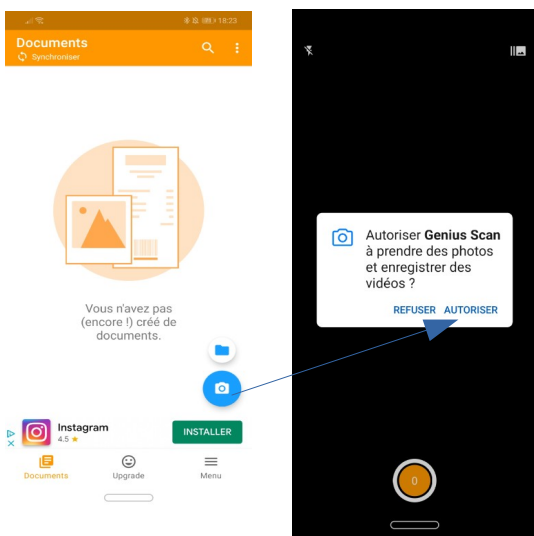 18:23
Documents
Synchroniser
Vous n'avez pas
(encore !) créé de
documents.
Instagram
4.5 ★
INSTALLER
Documents
Upgrade
Menu
Autoriser Genius Scan
à prendre des photos
et enregistrer des
vidéos ?
REFUSER AUTORISER
0